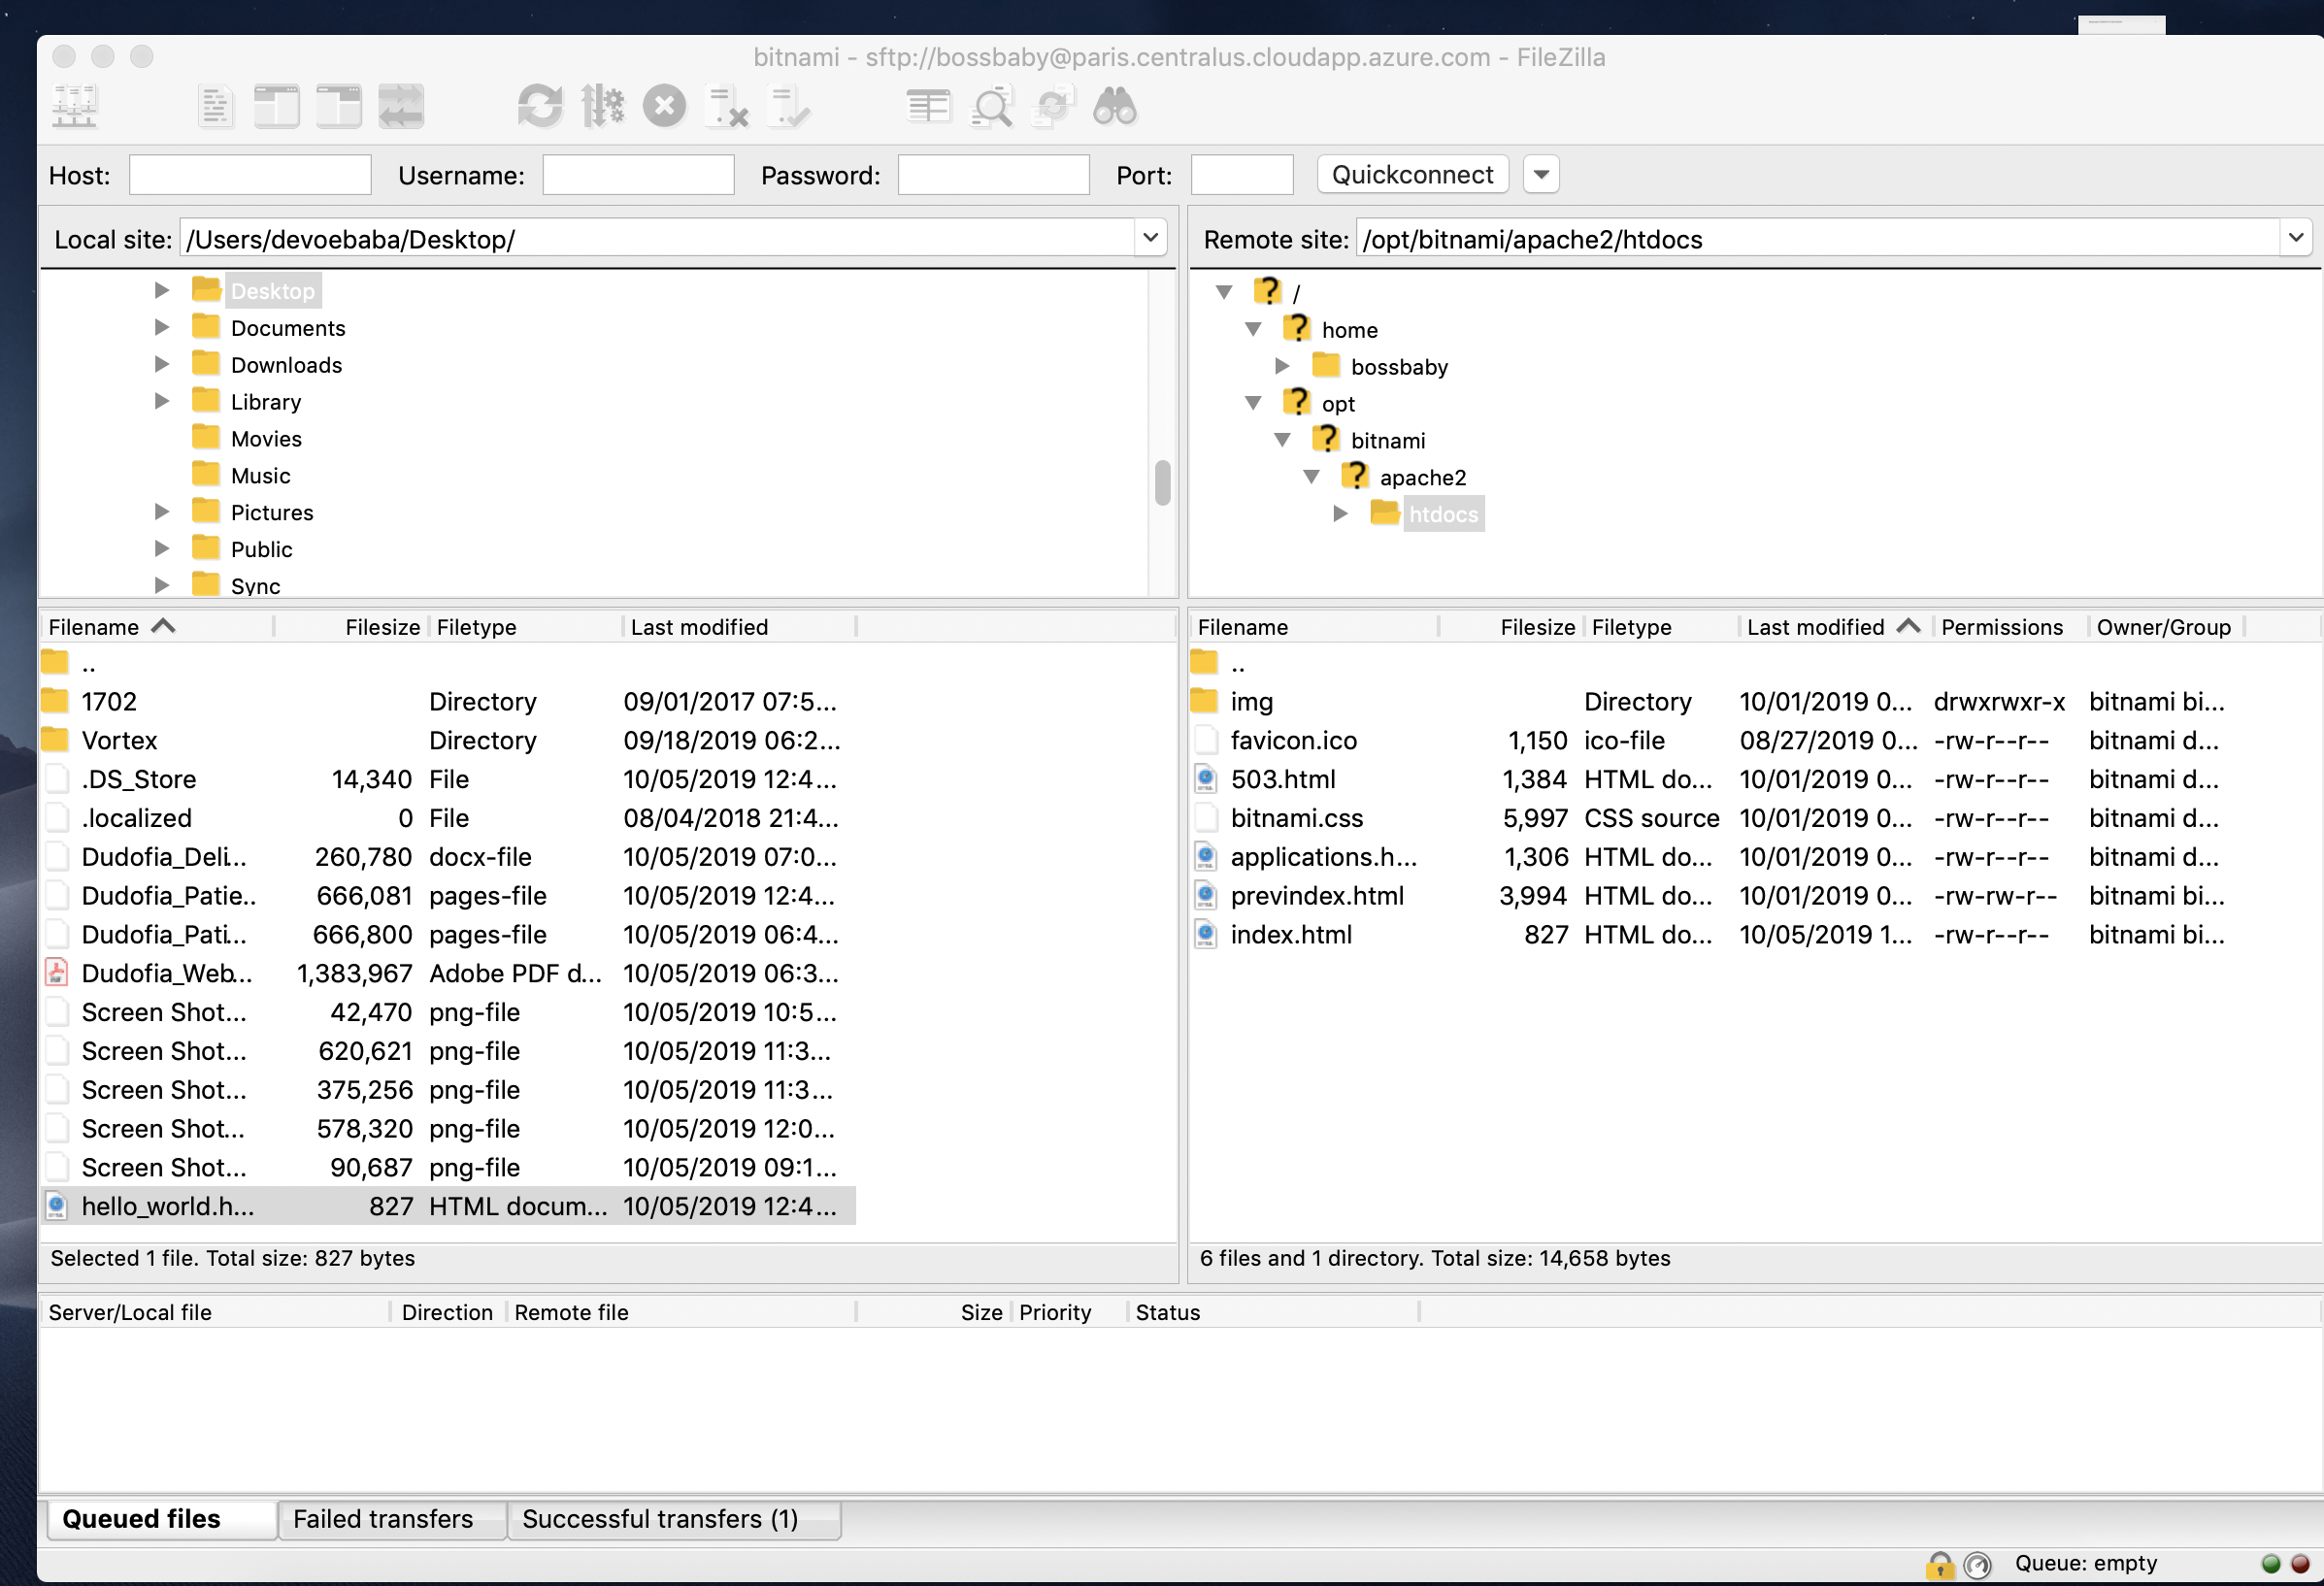 bitnami - sftp://bossbaby@paris.centralus.cloudapp.azure.com - FileZilla
Host: Username: Password: Port: Quickconnect
Local site: /Users/devoebaba/Desktop/
Desktop
Documents
Downloads
Library
Movies
Music
Pictures
Public
Sync
Remote site: /opt/bitnami/apache2/htdocs
/
home
bossbaby
opt
bitnami
apache2
htdocs
Filename Filesize Filetype Last modified
..
1702 Directory 09/01/2017 07:5...
Vortex Directory 09/18/2019 06:2...
.DS_Store 14,340 File 10/05/2019 12:4...
.localized 0 File 08/04/2018 21:4...
Dudofia_Deli... 260,780 docx-file 10/05/2019 07:0...
Dudofia_Patie.. 666,081 pages-file 10/05/2019 12:4...
Dudofia_Pati... 666,800 pages-file 10/05/2019 06:4...
Dudofia_Web... 1,383,967 Adobe PDF d... 10/05/2019 06:3...
Screen Shot... 42,470 png-file 10/05/2019 10:5...
Screen Shot... 620,621 png-file 10/05/2019 11:3...
Screen Shot... 375,256 png-file 10/05/2019 11:3...
Screen Shot... 578,320 png-file 10/05/2019 12:0...
Screen Shot... 90,687 png-file 10/05/2019 09:1...
hello_world.h... 827 HTML docum... 10/05/2019 12:4...
Selected 1 file. Total size: 827 bytes
Filename Filesize Filetype Last modified Permissions Owner/Group
..
img Directory 10/01/2019 0... drwxrwxr-x bitnami bi...
favicon.ico 1,150 ico-file 08/27/2019 0... -rw-r--r-- bitnami d...
503.html 1,384 HTML do... 10/01/2019 0... -rw-r--r-- bitnami d...
bitnami.css 5,997 CSS source 10/01/2019 0... -rw-r--r-- bitnami d...
applications.h... 1,306 HTML do... 10/01/2019 0... -rw-r--r-- bitnami d...
previndex.html 3,994 HTML do... 10/01/2019 0... -rw-rw-r-- bitnami bi...
index.html 827 HTML do... 10/05/2019 1... -rw-r--r-- bitnami bi...
6 files and 1 directory. Total size: 14,658 bytes
Server/Local file Direction Remote file Size Priority Status
Queued files Failed transfers Successful transfers (1)
Queue: empty